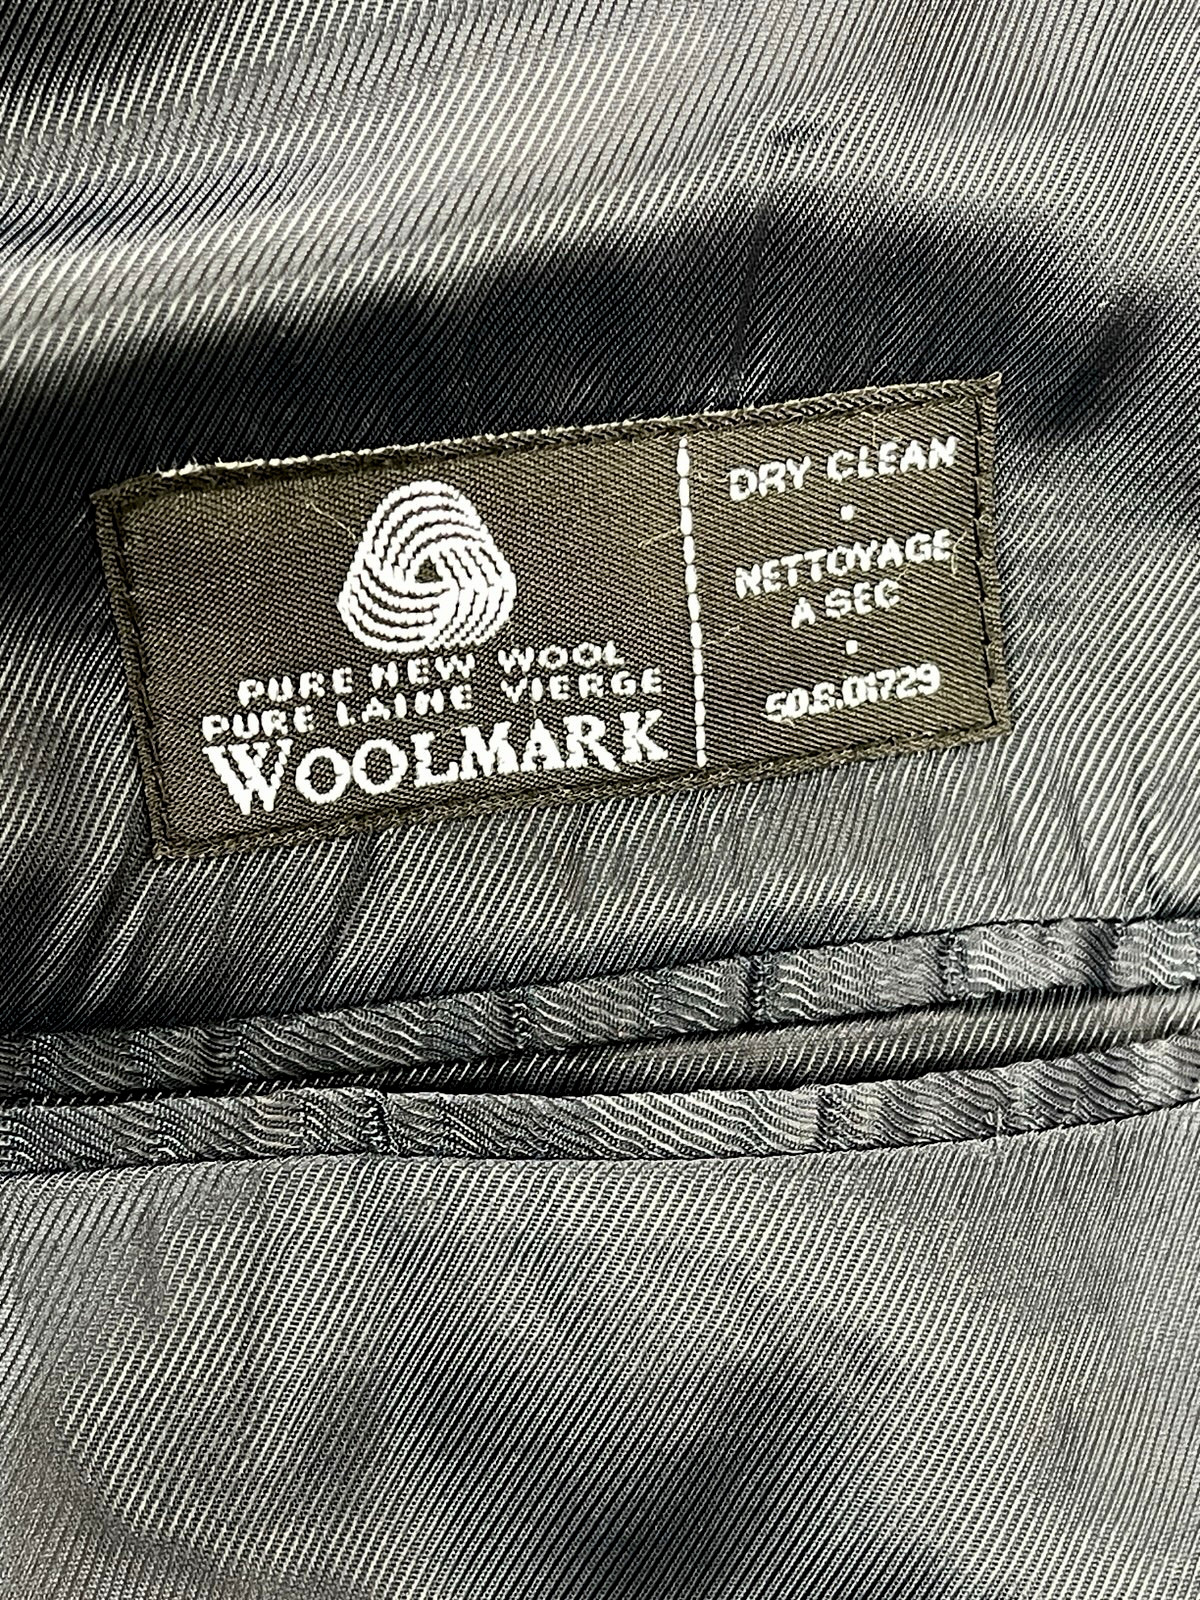 PURE NEW WOOL
PURE LAINE VIERGE
WOOLMARK
DRY CLEAN
•
NETTOYAGE
A SEC
•
50.6.01729